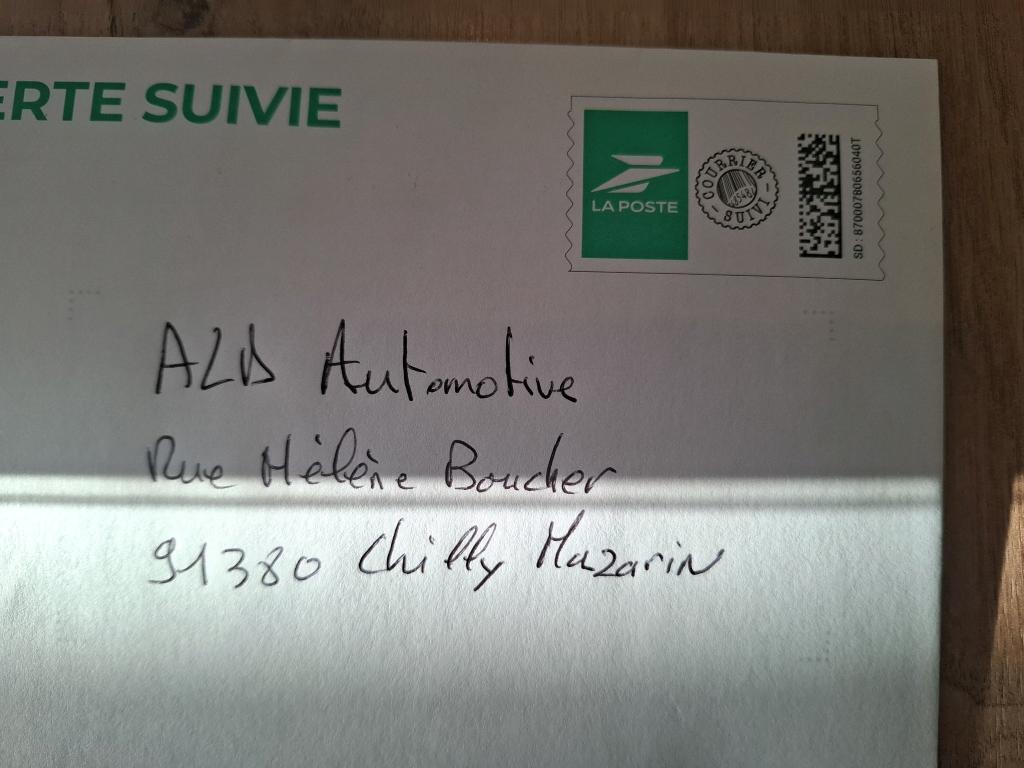 ERTE SUIVIE
LA POSTE
COURRIER
SUIVI
SD : 87000780656040T
ALD Automotive
Rue Hélène Boucher
91380 Chilly Mazarin